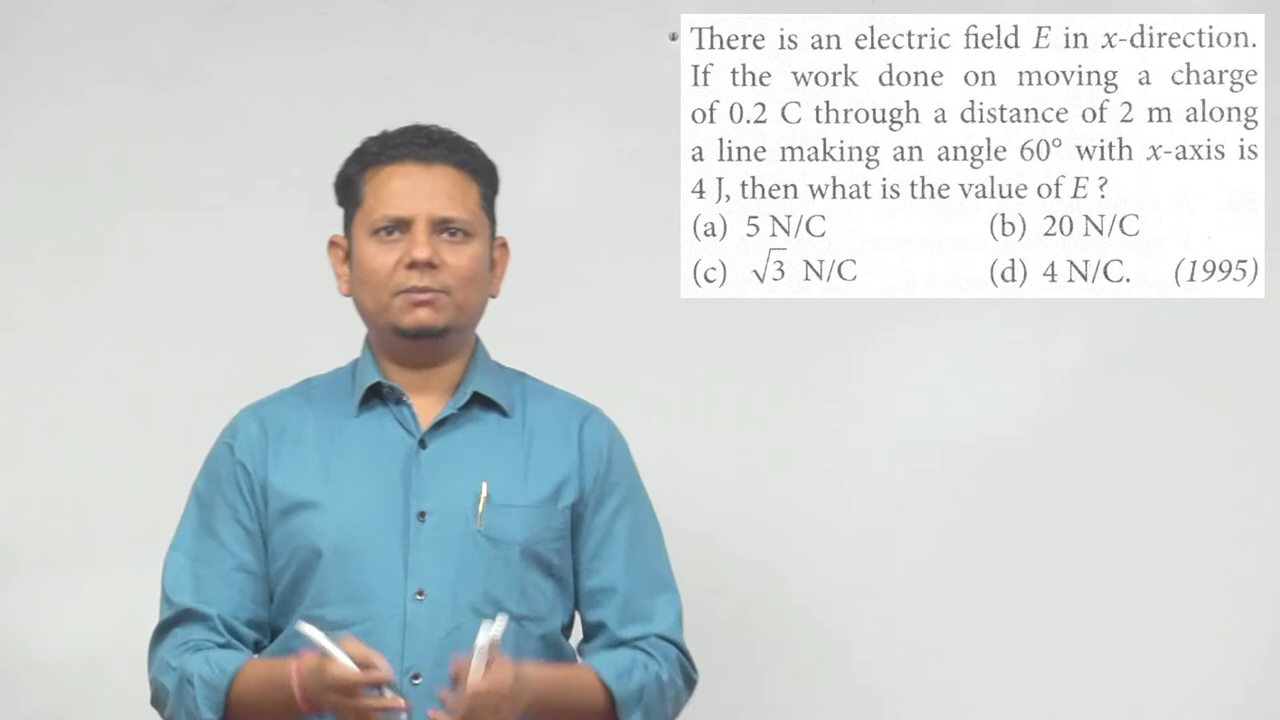 There is an electric field E in x-direction.
If the work done on moving a charge
of 0.2 C through a distance of 2 m along
a line making an angle 60° with x-axis is
4 J, then what is the value of E ?
(a) 5 N/C (b) 20 N/C
(c) √3 N/C (d) 4 N/C. (1995)